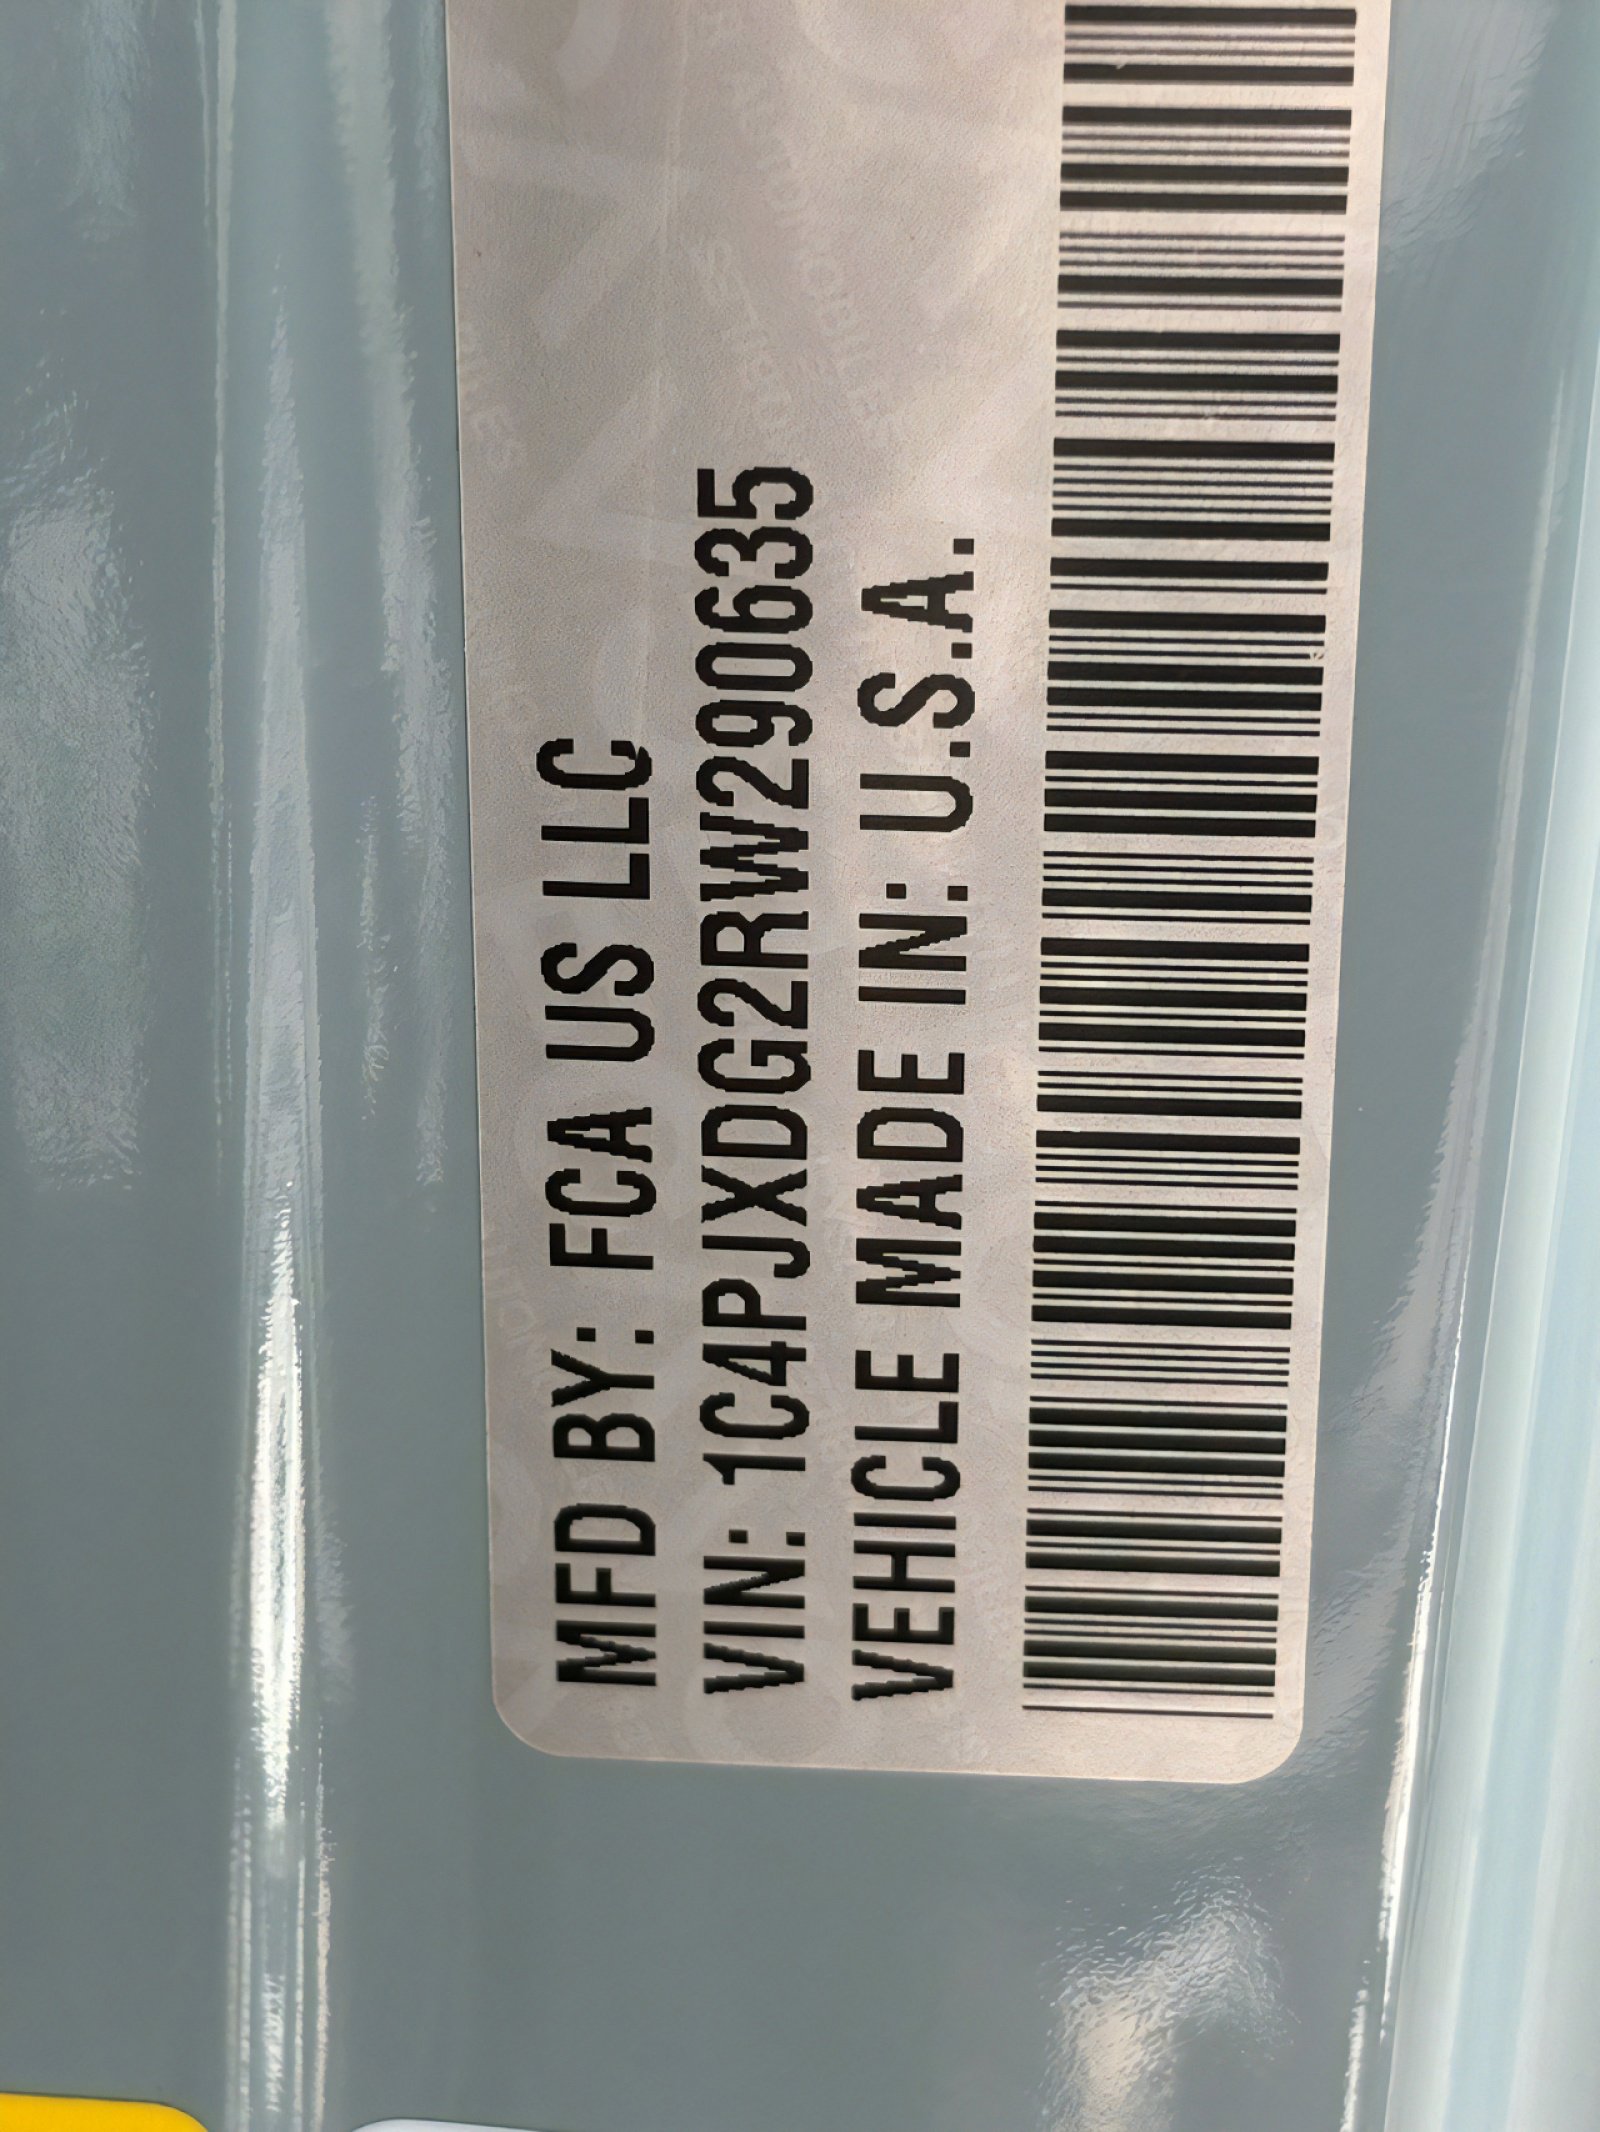 MFD BY: FCA US LLC
VIN: 1C4PJXDG2RW290635
VEHICLE MADE IN: U.S.A.